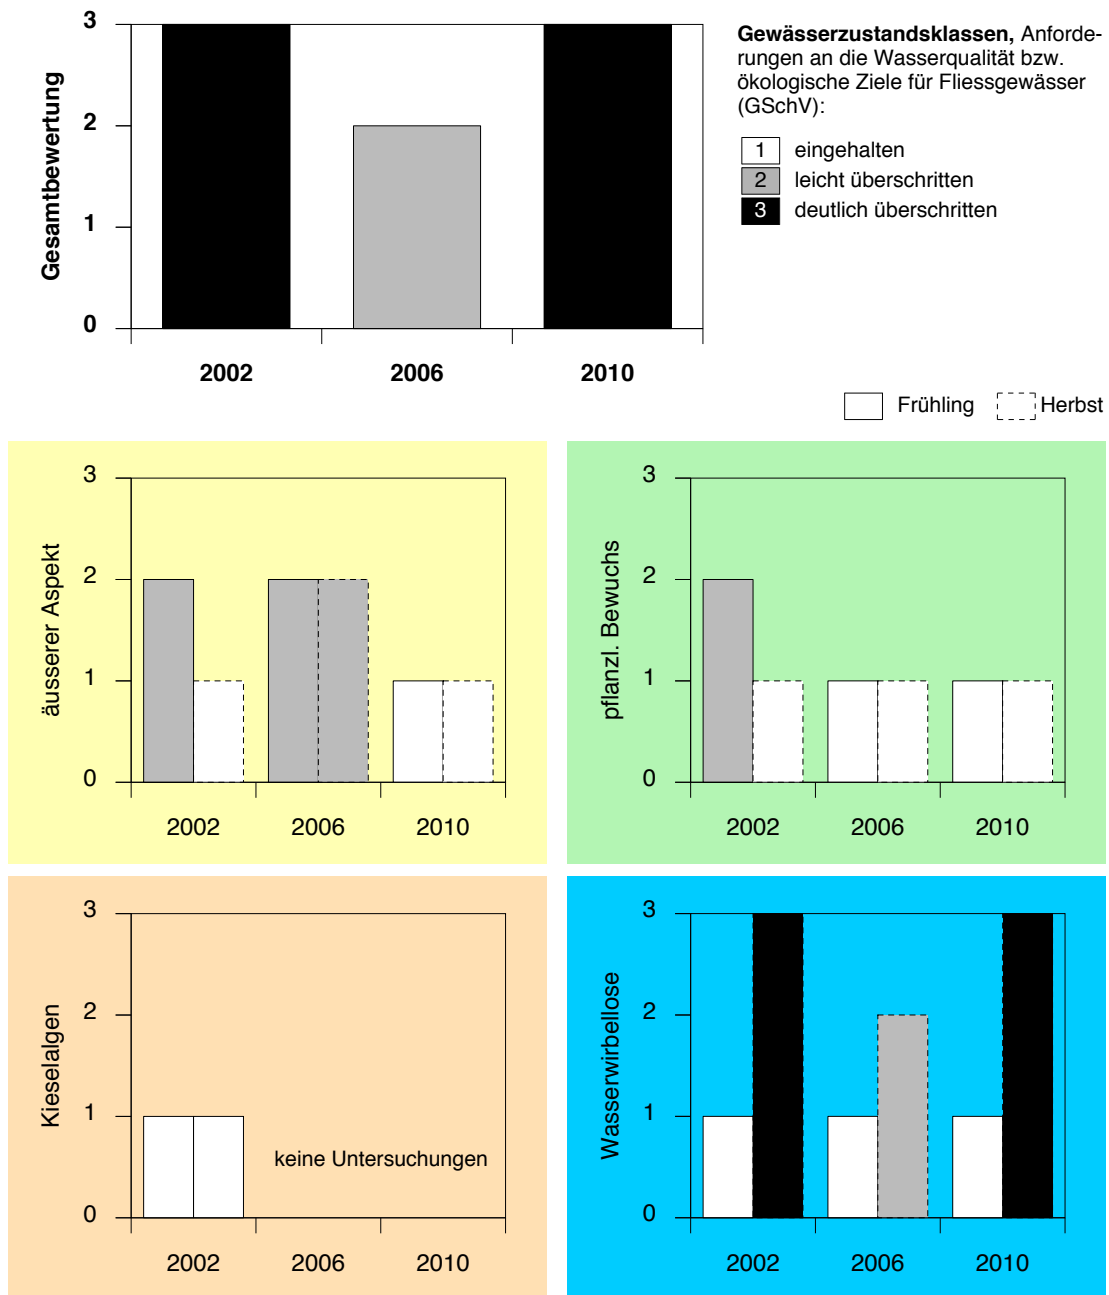 Gesamtbewertung
3
2
1
0
2002 2006 2010
Gewässerzustandsklassen, Anforde-
rungen an die Wasserqualität bzw.
ökologische Ziele für Fliessgewässer
(GSchV):
1 eingehalten
2 leicht überschritten
3 deutlich überschritten
Frühling Herbst
äusserer Aspekt
3
2
1
0
2002 2006 2010
pflanzl. Bewuchs
3
2
1
0
2002 2006 2010
Kieselalgen
3
2
1
0
keine Untersuchungen
2002 2006 2010
Wasserwirbellose
3
2
1
0
2002 2006 2010